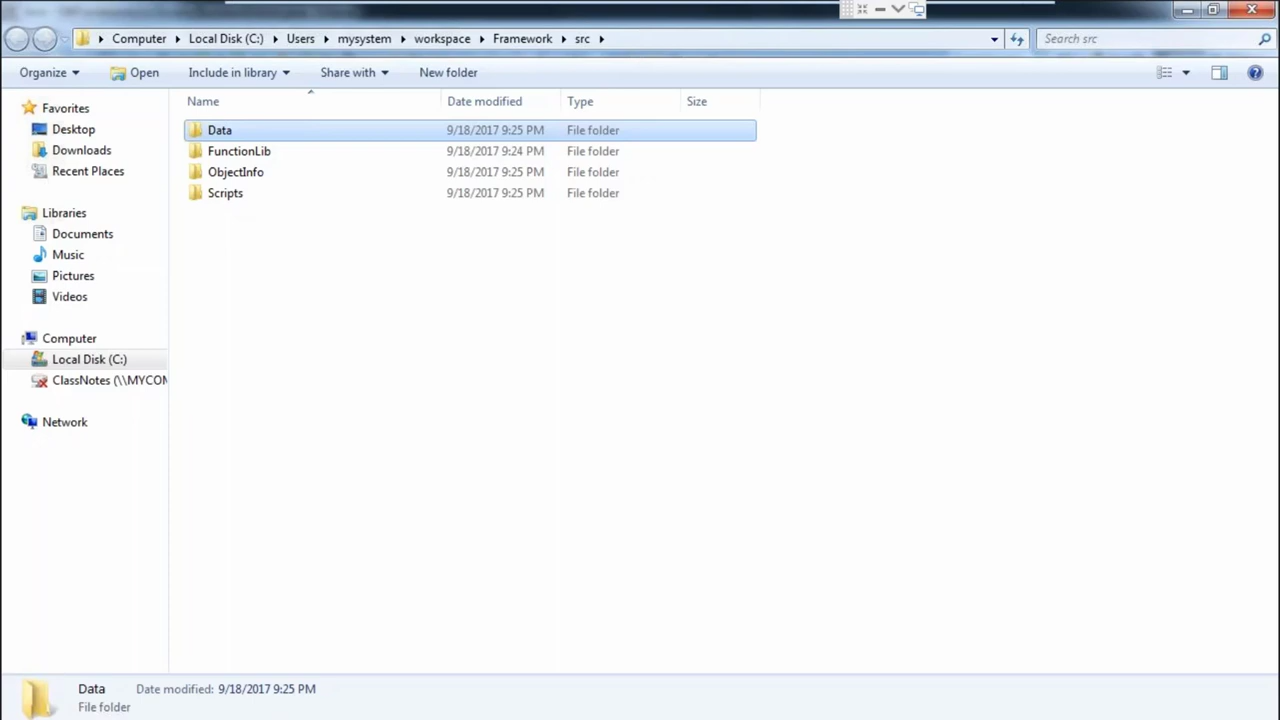 Computer Local Disk (C:) Users mysystem workspace Framework src Search src
Organize Open Include in library Share with New folder
Name Date modified Type Size
Favorites
Desktop
Downloads
Recent Places
Libraries
Documents
Music
Pictures
Videos
Computer
Local Disk (C:)
ClassNotes (\\MYCOM
Network
Data 9/18/2017 9:25 PM File folder
FunctionLib 9/18/2017 9:24 PM File folder
ObjectInfo 9/18/2017 9:25 PM File folder
Scripts 9/18/2017 9:25 PM File folder
Data Date modified: 9/18/2017 9:25 PM
File folder